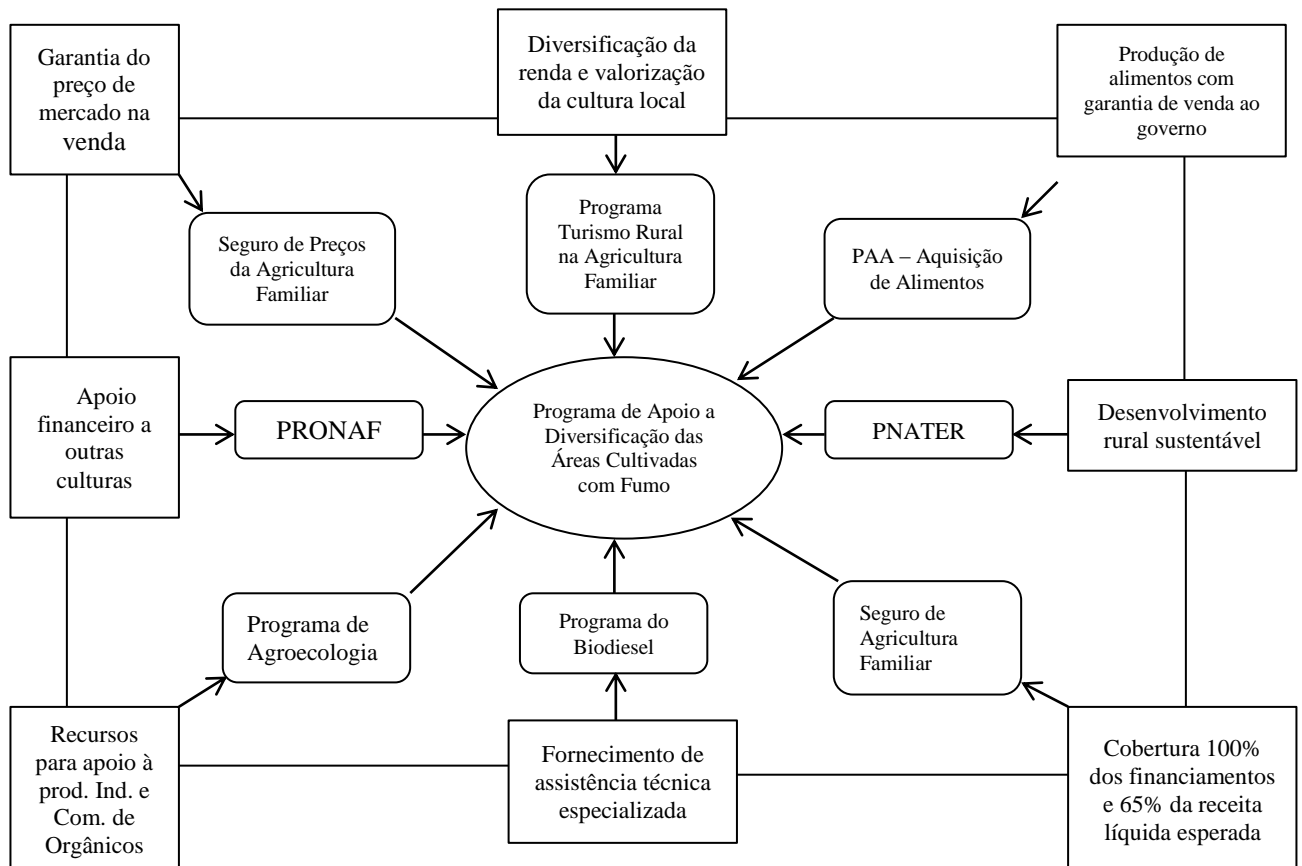 Garantia do
preço de
mercado na
venda
Diversificação da
renda e valorização
da cultura local
Produção de
alimentos com
garantia de venda ao
governo
Seguro de Preços
da Agricultura
Familiar
Programa
Turismo Rural
na Agricultura
Familiar
PAA – Aquisição
de Alimentos
Apoio
financeiro a
outras
culturas
PRONAF
Programa de Apoio a
Diversificação das
Áreas Cultivadas
com Fumo
PNATER
Desenvolvimento
rural sustentável
Programa de
Agroecologia
Programa do
Biodiesel
Seguro de
Agricultura
Familiar
Recursos
para apoio à
prod. Ind. e
Com. de
Orgânicos
Fornecimento de
assistência técnica
especializada
Cobertura 100%
dos financiamentos
e 65% da receita
líquida esperada